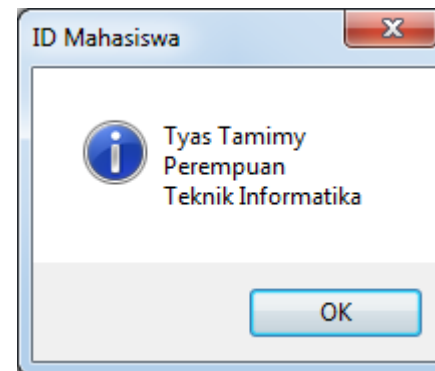 ID Mahasiswa
Tyas Tamimy
Perempuan
Teknik Informatika
OK